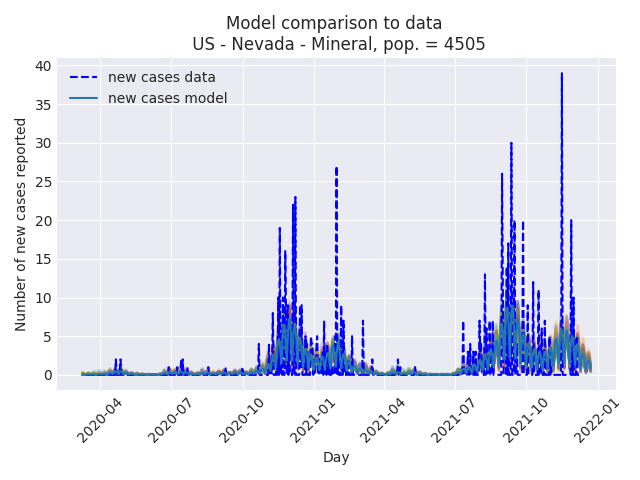 Model comparison to data
US - Nevada - Mineral, pop. = 4505
new cases data
new cases model
Number of new cases reported
40
35
30
25
20
15
10
5
0
2020-04
2020-07
2020-10
2021-01
2021-04
2021-07
2021-10
2022-01
Day